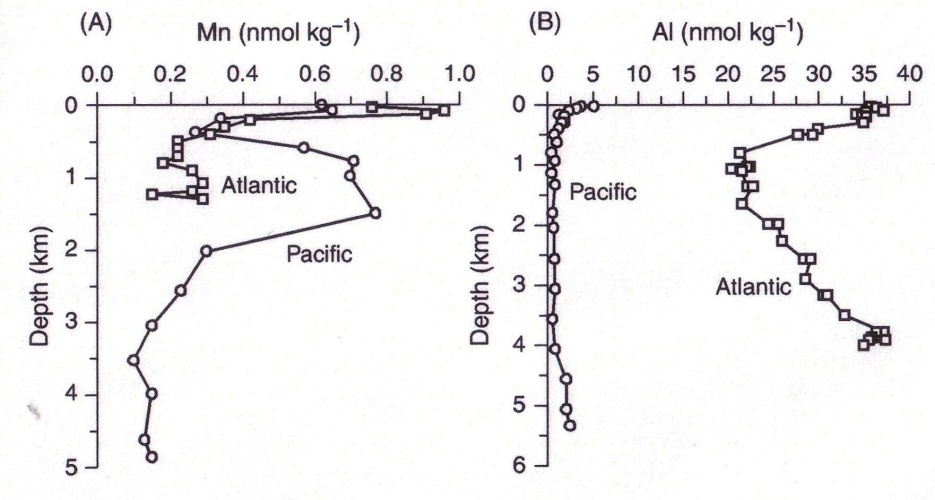 (A)
Mn (nmol kg⁻¹)
0.0 0.2 0.4 0.6 0.8 1.0
0
1
2
3
4
5
Depth (km)
Atlantic
Pacific
(B)
Al (nmol kg⁻¹)
0 5 10 15 20 25 30 35 40
0
1
2
3
4
5
6
Depth (km)
Pacific
Atlantic